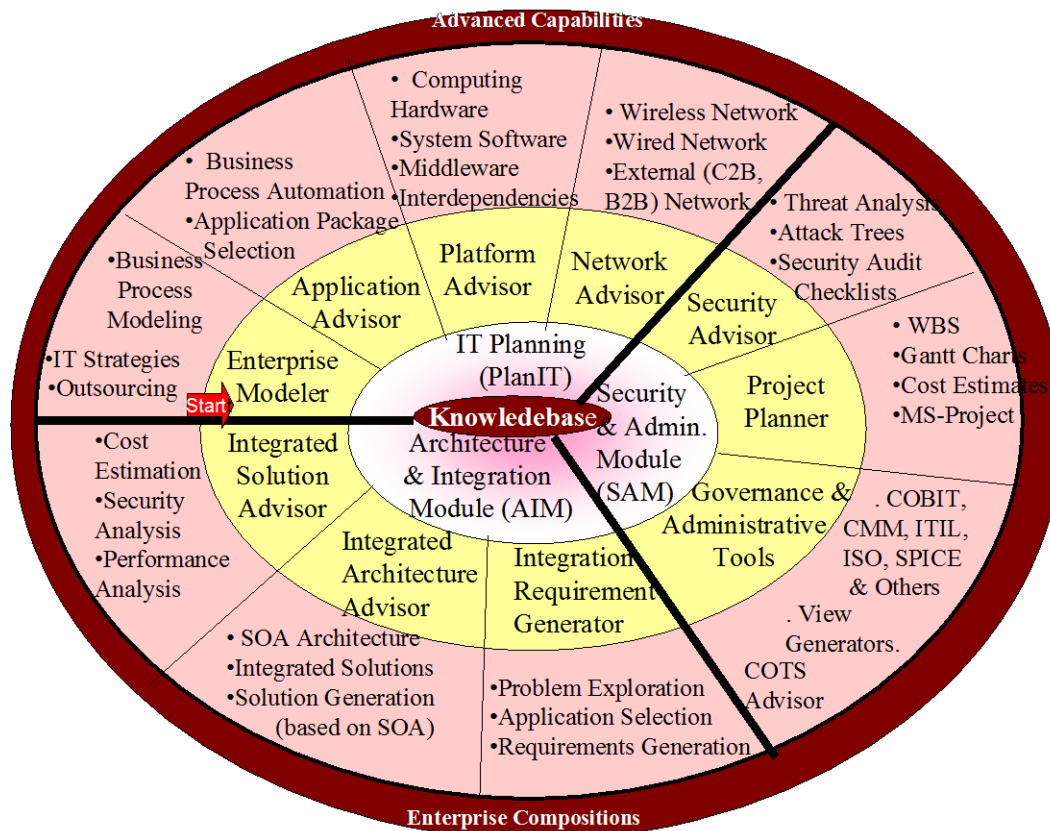 Advanced Capabilities
• Computing
Hardware
•System Software
•Middleware
•Interdependencies
• Wireless Network
•Wired Network
•External (C2B,
B2B) Network
• Business
Process Automation
•Application Package
Selection
• Threat Analysis
•Attack Trees
•Security Audit
Checklists
•Business
Process
Modeling
•IT Strategies
•Outsourcing
Start
Application
Advisor
Platform
Advisor
Network
Advisor
Security
Advisor
Enterprise
Modeler
Project
Planner
• WBS
•Gantt Charts
•Cost Estimates
•MS-Project
IT Planning
(PlanIT)
Knowledebase
Security
& Admin.
Module
(SAM)
Architecture
& Integration
Module (AIM)
Integrated
Solution
Advisor
• Cost
Estimation
•Security
Analysis
•Performance
Analysis
Integrated
Architecture
Advisor
Integration
Requirement
Generator
Governance &
Administrative
Tools
. COBIT,
CMM, ITIL,
ISO, SPICE
& Others
. View
Generators.
COTS
Advisor
• SOA Architecture
•Integrated Solutions
•Solution Generation
(based on SOA)
•Problem Exploration
•Application Selection
•Requirements Generation
Enterprise Compositions